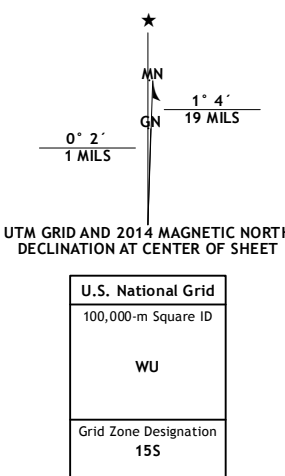 ★
MN
1° 4´
19 MILS
GN
0° 2´
1 MILS
UTM GRID AND 2014 MAGNETIC NORTH
DECLINATION AT CENTER OF SHEET
U.S. National Grid
100,000-m Square ID
WU
Grid Zone Designation
15S